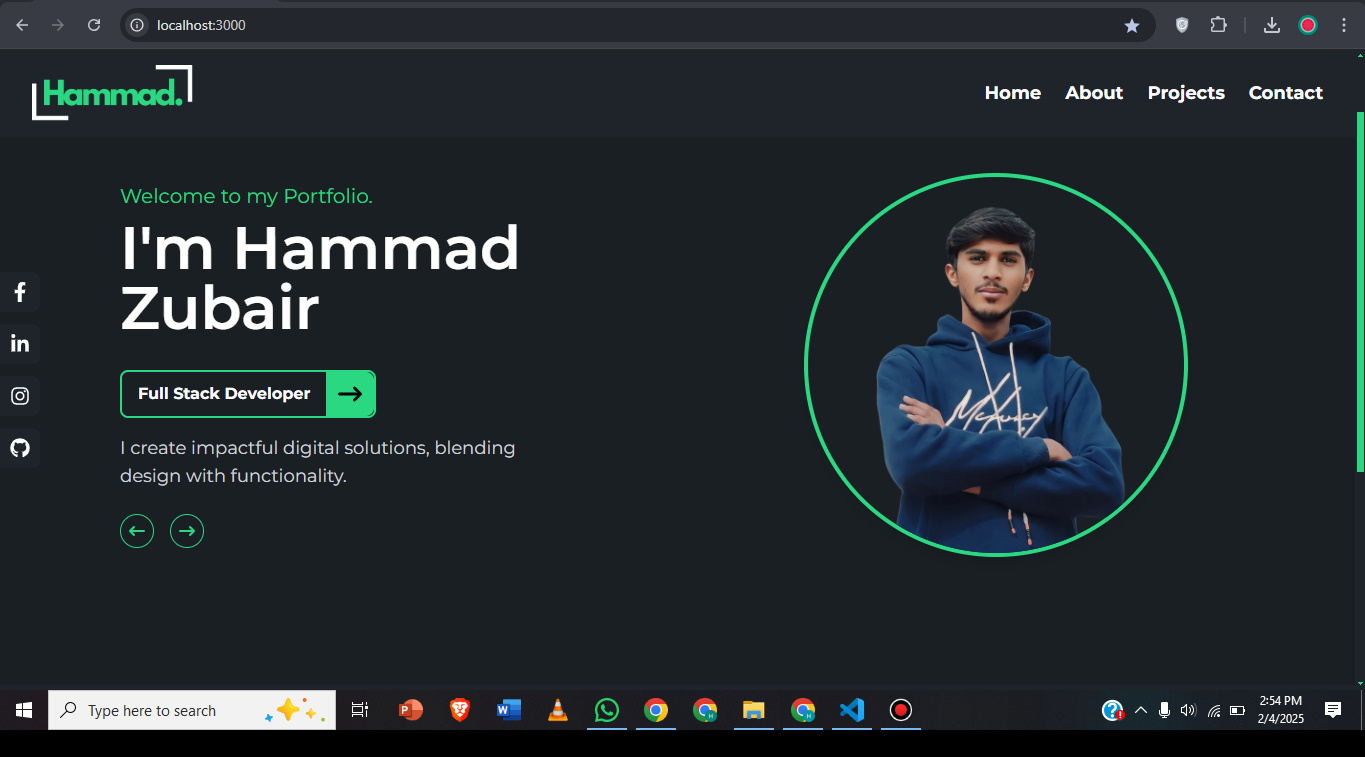 localhost:3000
Hammad.
Home About Projects Contact
Welcome to my Portfolio.
I'm Hammad
Zubair
Full Stack Developer
I create impactful digital solutions, blending
design with functionality.
Type here to search
2:54 PM
2/4/2025